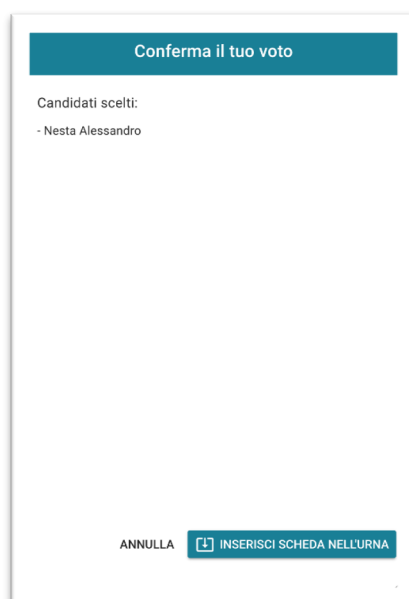 Conferma il tuo voto
Candidati scelti:
- Nesta Alessandro
ANNULLA INSERISCI SCHEDA NELL'URNA